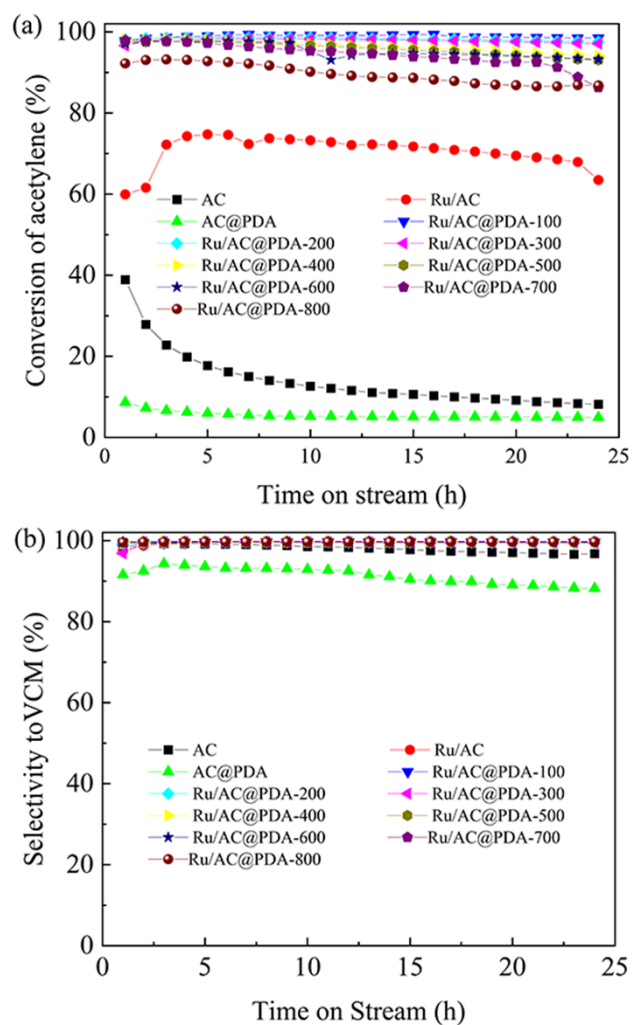 (a)
100
80
60
40
20
0
Conversion of acetylene (%)
AC Ru/AC
AC@PDA Ru/AC@PDA-100
Ru/AC@PDA-200 Ru/AC@PDA-300
Ru/AC@PDA-400 Ru/AC@PDA-500
Ru/AC@PDA-600 Ru/AC@PDA-700
Ru/AC@PDA-800
0 5 10 15 20 25
Time on stream (h)
(b)
100
80
60
40
20
0
Selectivity toVCM (%)
AC Ru/AC
AC@PDA Ru/AC@PDA-100
Ru/AC@PDA-200 Ru/AC@PDA-300
Ru/AC@PDA-400 Ru/AC@PDA-500
Ru/AC@PDA-600 Ru/AC@PDA-700
Ru/AC@PDA-800
0 5 10 15 20 25
Time on Stream (h)